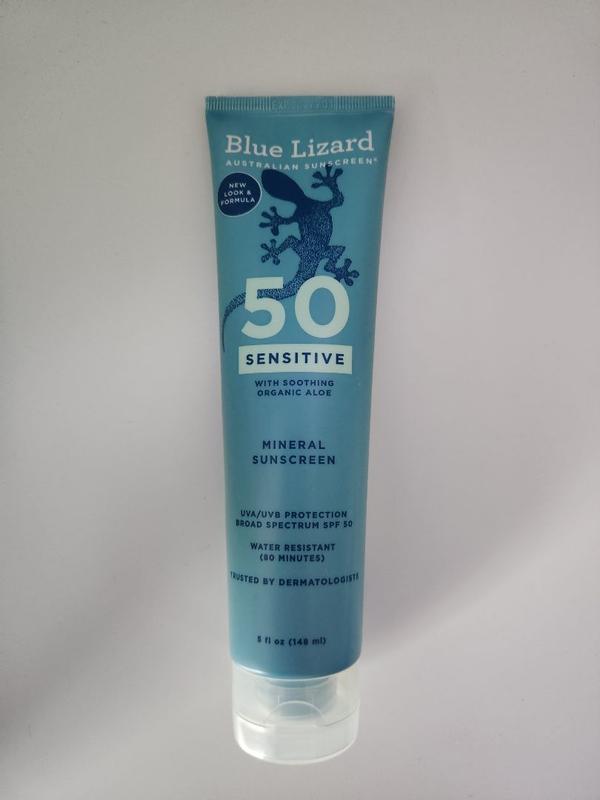 Blue Lizard
AUSTRALIAN SUNSCREEN®
NEW
LOOK &
FORMULA
50
SENSITIVE
WITH SOOTHING
ORGANIC ALOE
MINERAL
SUNSCREEN
UVA/UVB PROTECTION
BROAD SPECTRUM SPF 50
WATER RESISTANT
(80 MINUTES)
TRUSTED BY DERMATOLOGISTS
5 fl oz (148 ml)